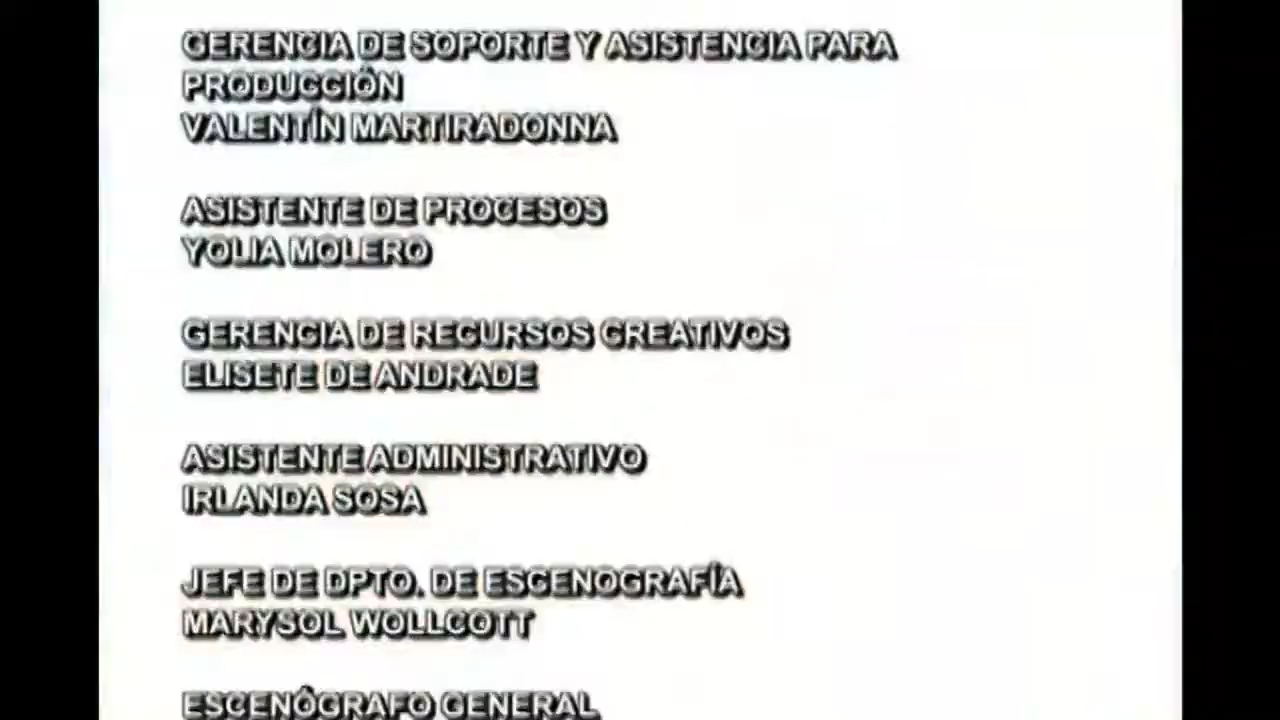 GERENCIA DE SOPORTE Y ASISTENCIA PARA
PRODUCCIÓN
VALENTÍN MARTIRADONNA
ASISTENTE DE PROCESOS
YOLIA MOLERO
GERENCIA DE RECURSOS CREATIVOS
ELISETE DE ANDRADE
ASISTENTE ADMINISTRATIVO
IRLANDA SOSA
JEFE DE DPTO. DE ESCENOGRAFÍA
MARYSOL WOLLCOTT
ESCENÓGRAFO GENERAL